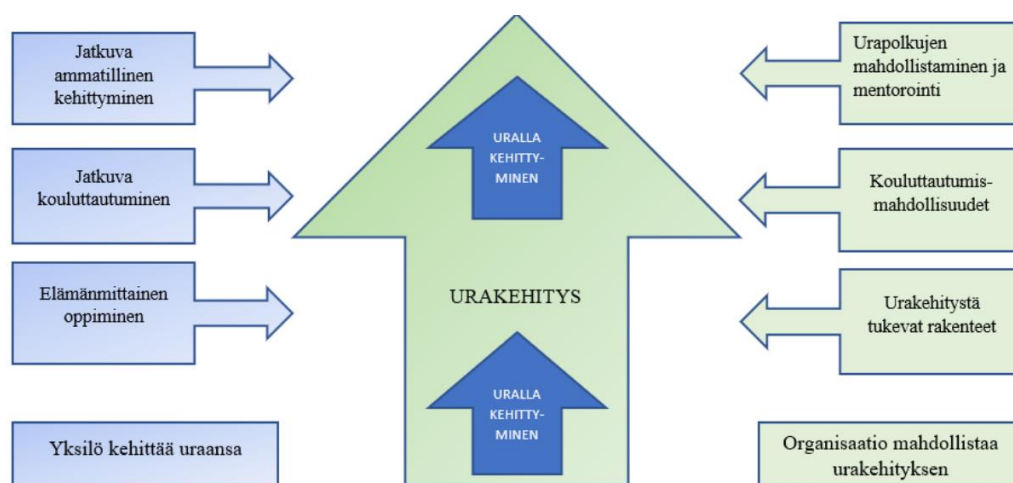 Jatkuva
ammatillinen
kehittyminen
Jatkuva
kouluttautuminen
Elämänmittainen
oppiminen
Yksilö kehittää uraansa
URALLA
KEHITTY-
MINEN
URAKEHITYS
URALLA
KEHITTY-
MINEN
Urapolkujen
mahdollistaminen ja
mentorointi
Kouluttautumis-
mahdollisuudet
Urakehitystä
tukevat rakenteet
Organisaatio mahdollistaa
urakehityksen